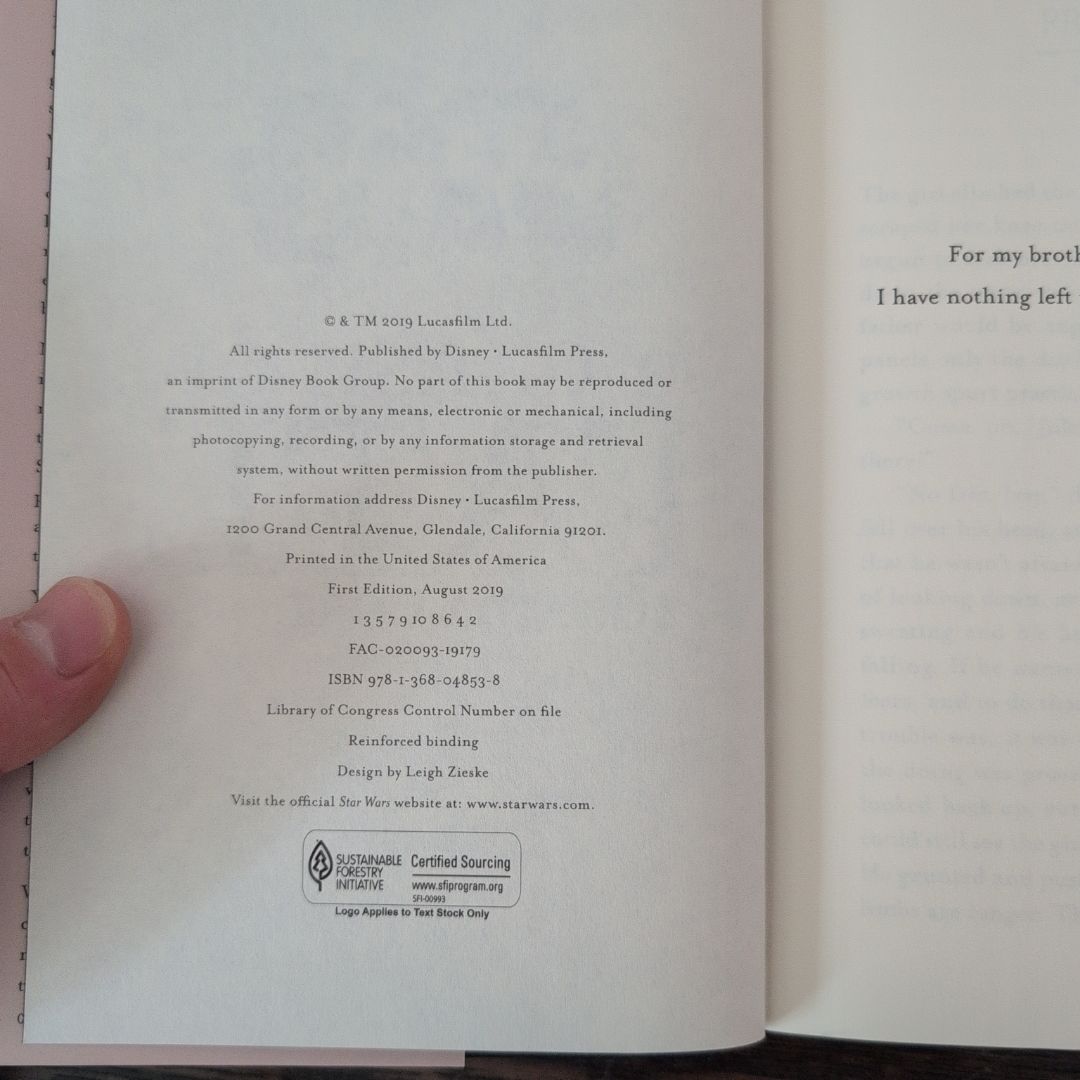 © & TM 2019 Lucasfilm Ltd.
All rights reserved. Published by Disney • Lucasfilm Press,
an imprint of Disney Book Group. No part of this book may be reproduced or
transmitted in any form or by any means, electronic or mechanical, including
photocopying, recording, or by any information storage and retrieval
system, without written permission from the publisher.
For information address Disney • Lucasfilm Press,
1200 Grand Central Avenue, Glendale, California 91201.
Printed in the United States of America
First Edition, August 2019
1 3 5 7 9 10 8 6 4 2
FAC-020093-19179
ISBN 978-1-368-04853-8
Library of Congress Control Number on file
Reinforced binding
Design by Leigh Zieske
Visit the official Star Wars website at: www.starwars.com.
SUSTAINABLE
FORESTRY
INITIATIVE
Certified Sourcing
www.sfiprogram.org
SFI-00993
Logo Applies to Text Stock Only
For my broth
I have nothing left